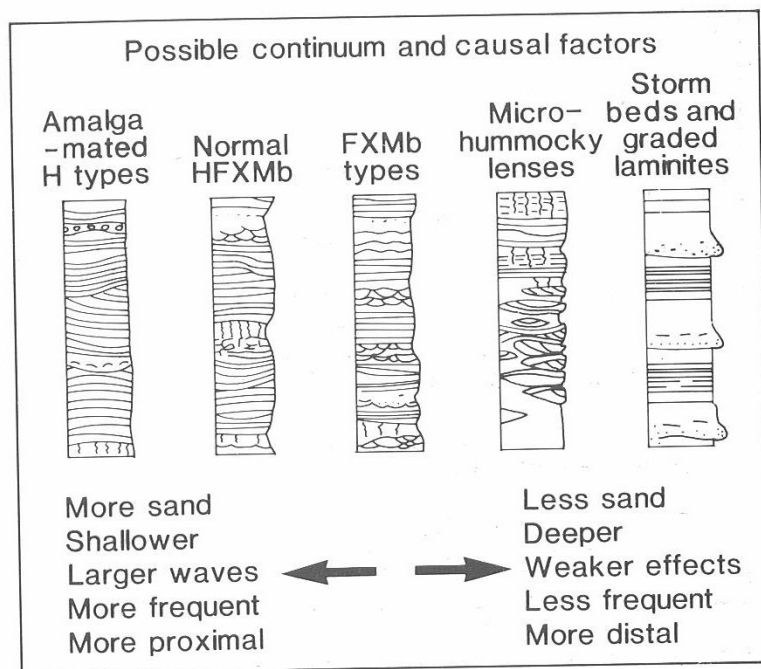 Possible continuum and causal factors
Amalga
-mated
H types
Normal
HFXMb
FXMb
types
Micro-
hummocky
lenses
Storm
beds and
graded
laminites
More sand
Shallower
Larger waves
More frequent
More proximal
Less sand
Deeper
Weaker effects
Less frequent
More distal